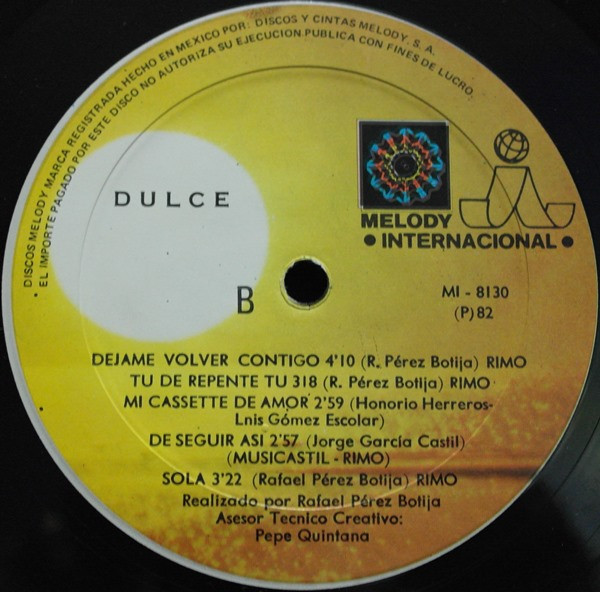 DISCOS MELODY MARCA REGISTRADA HECHO EN MEXICO POR: DISCOS Y CINTAS MELODY, S. A.
• EL IMPORTE PAGADO POR ESTE DISCO NO AUTORIZA SU EJECUCION PUBLICA CON FINES DE LUCRO.
DULCE
MELODY
• INTERNACIONAL •
B
MI - 8130
(P) 82
DEJAME VOLVER CONTIGO 4'10 (R. Pérez Botija) RIMO
TU DE REPENTE TU 318 (R. Pérez Botija) RIMO
MI CASSETTE DE AMOR 2'59 (Honorio Herreros-
Lnis Gómez Escolar)
DE SEGUIR ASI 2'57 (Jorge García Castil)
(MUSICASTIL - RIMO)
SOLA 3'22 (Rafael Pérez Botija) RIMO
Realizado por Rafael Pérez Botija
Asesor Tecnico Creativo:
Pepe Quintana